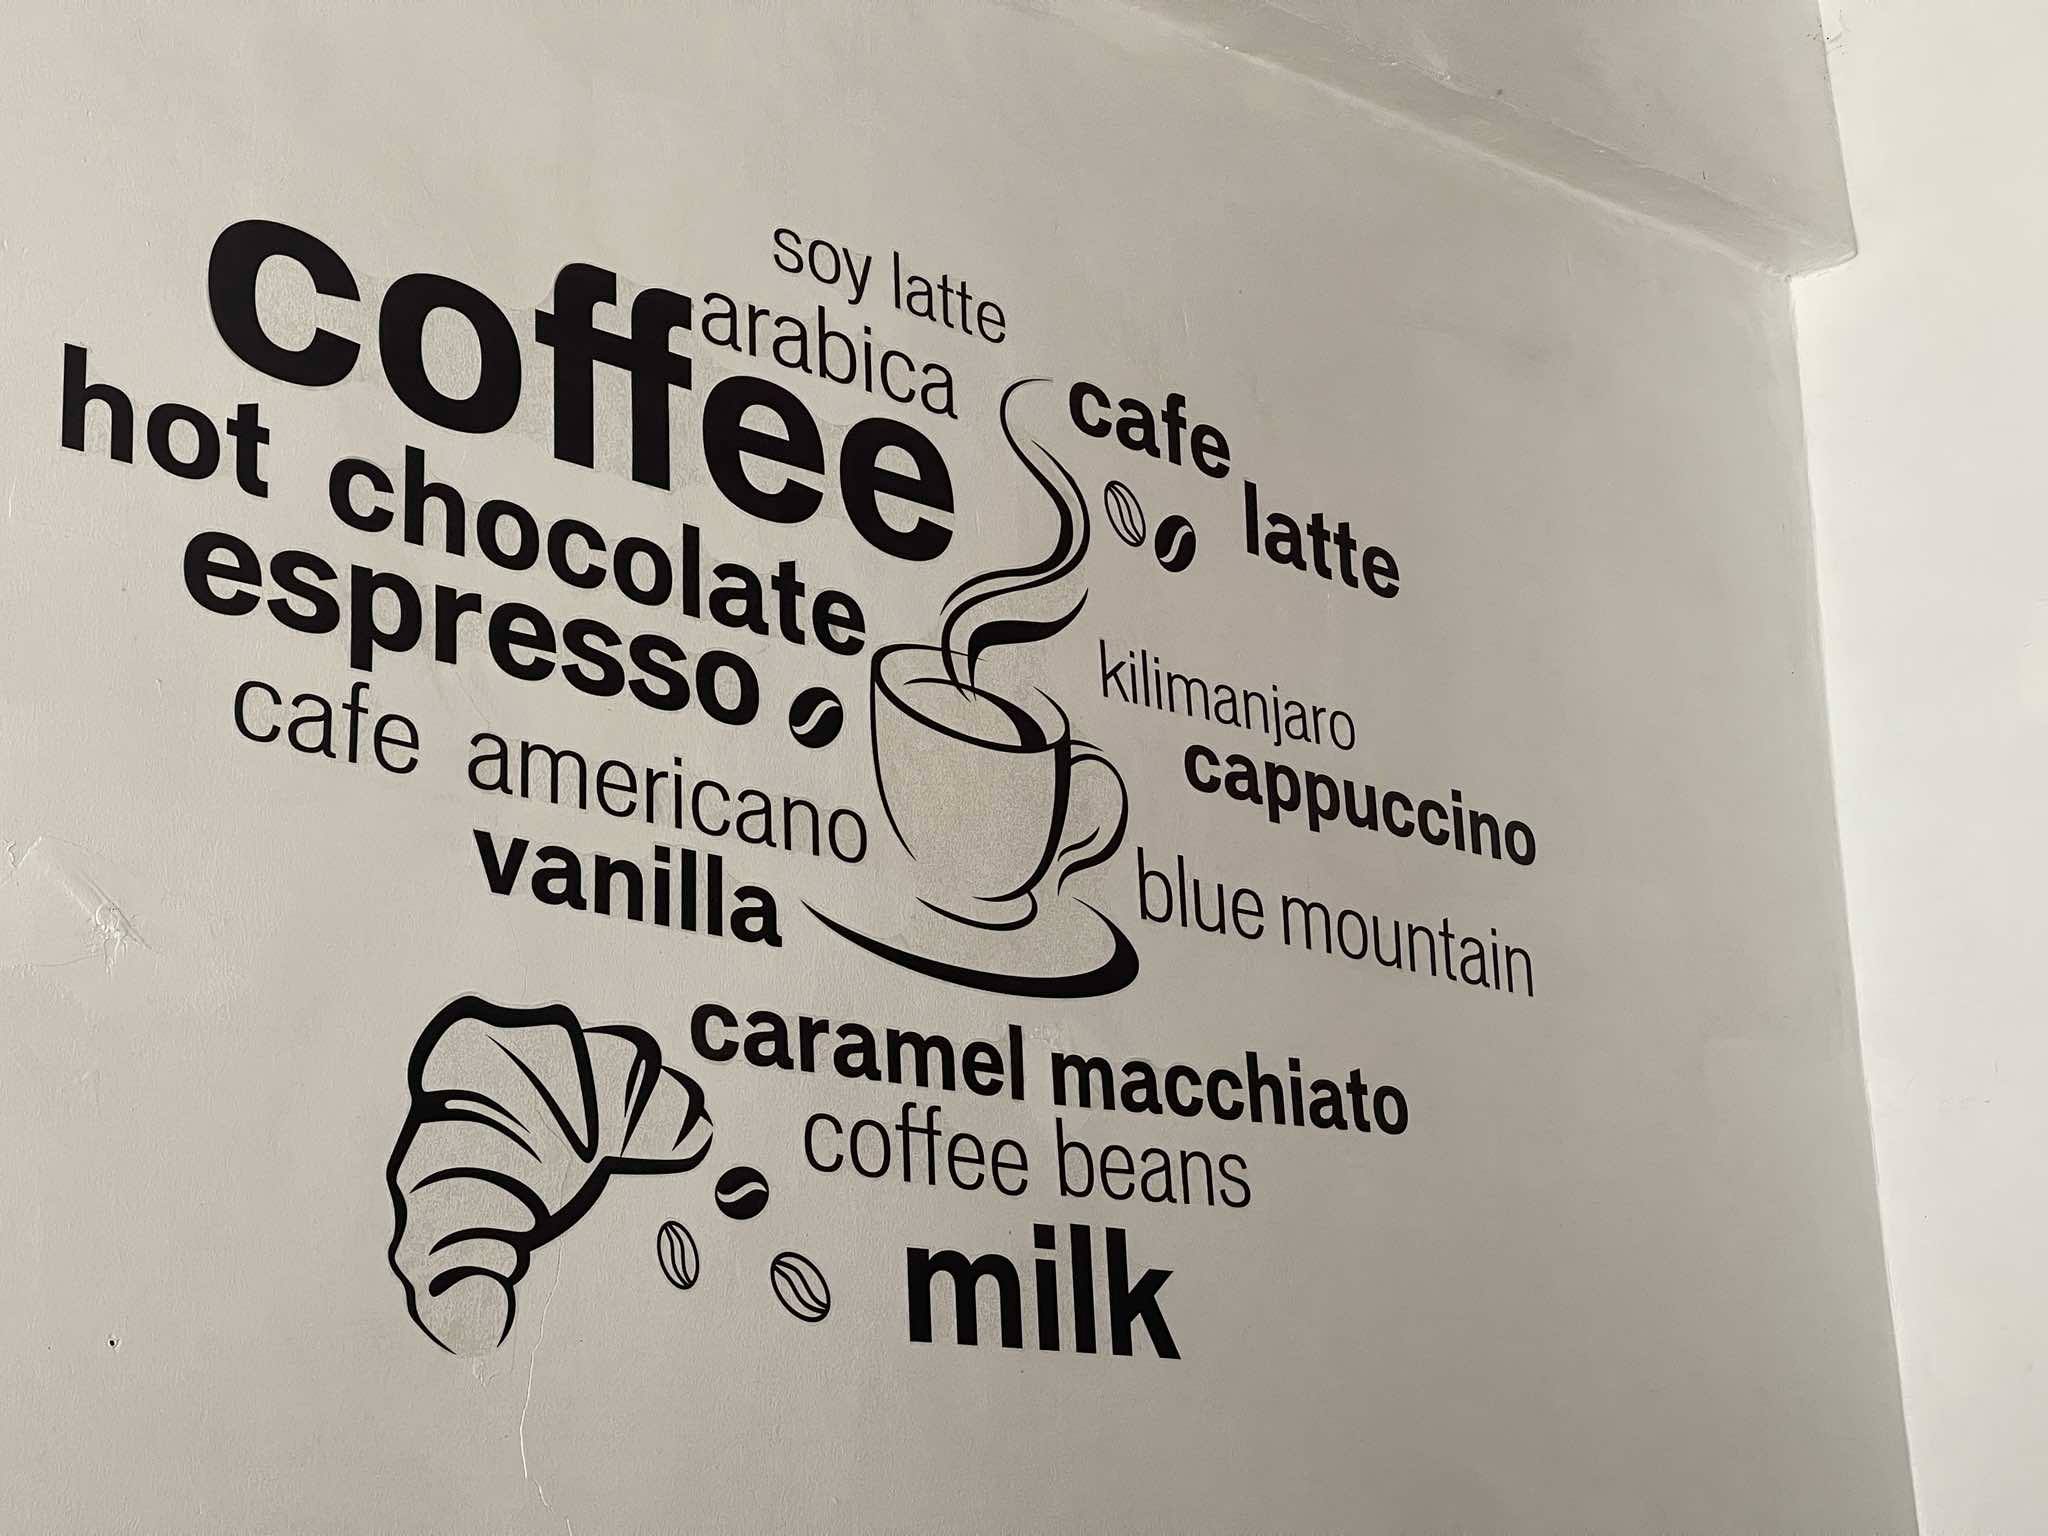 soy latte
coffee
arabica
cafe
latte
hot chocolate
espresso
kilimanjaro
cafe americano
cappuccino
vanilla
blue mountain
caramel macchiato
coffee beans
milk